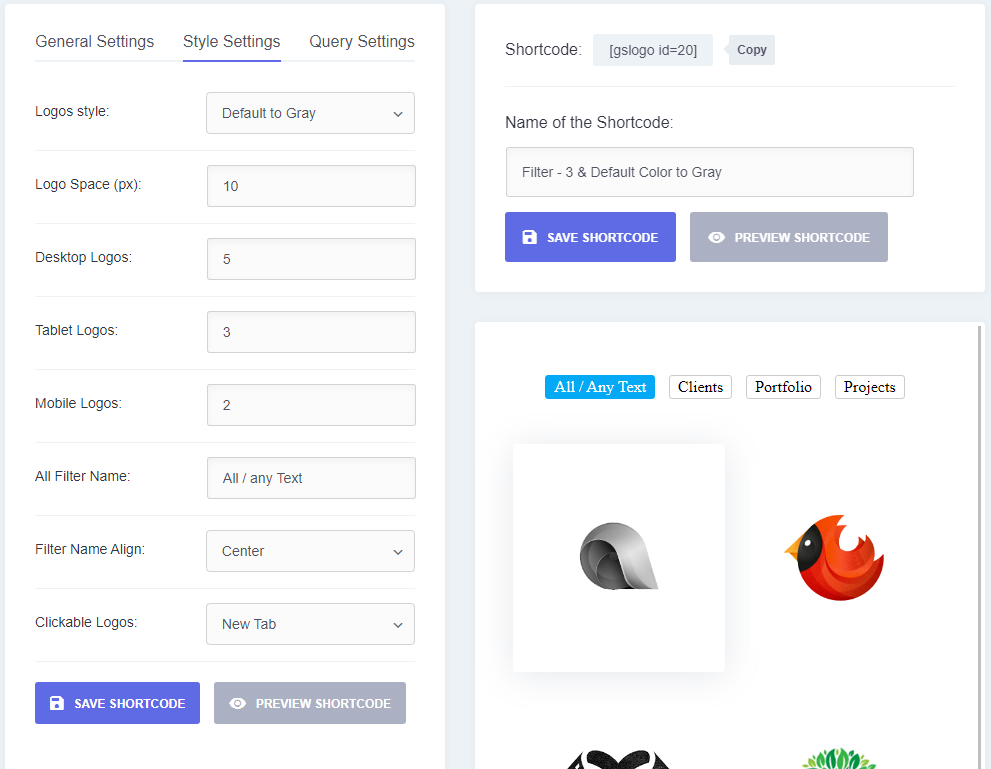 General Settings
Style Settings
Query Settings
Logos style:
Default to Gray
Logo Space (px):
10
Desktop Logos:
5
Tablet Logos:
3
Mobile Logos:
2
All Filter Name:
All / any Text
Filter Name Align:
Center
Clickable Logos:
New Tab
SAVE SHORTCODE
PREVIEW SHORTCODE
Shortcode:
[gslogo id=20]
Copy
Name of the Shortcode:
Filter - 3 & Default Color to Gray
SAVE SHORTCODE
PREVIEW SHORTCODE
All / Any Text
Clients
Portfolio
Projects